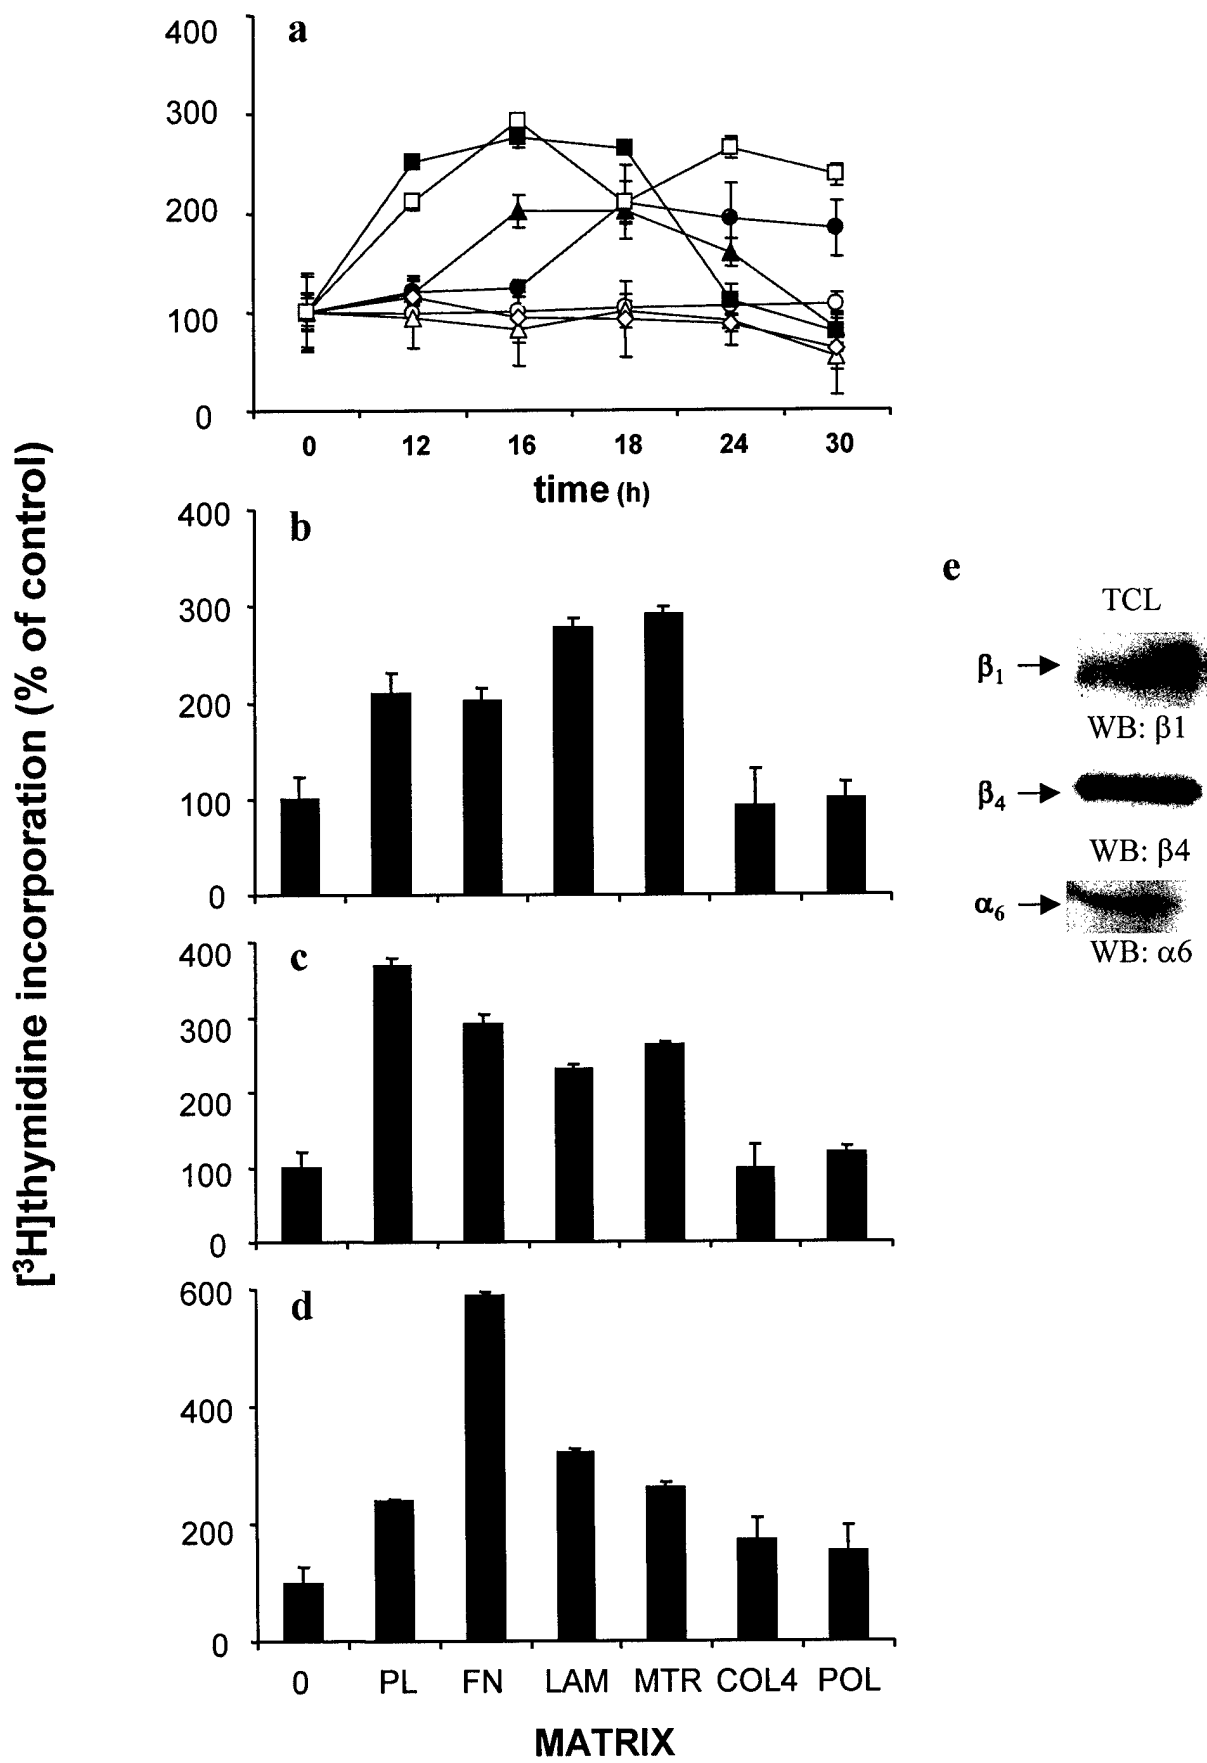 [³H]thymidine incorporation (% of control)
a
400
300
200
100
0
0 12 16 18 24 30
time (h)
b
400
300
200
100
0
c
400
300
200
100
0
d
600
400
200
0
0 PL FN LAM MTR COL4 POL
MATRIX
e
TCL
β₁
WB: β1
β₄
WB: β4
α₆
WB: α6